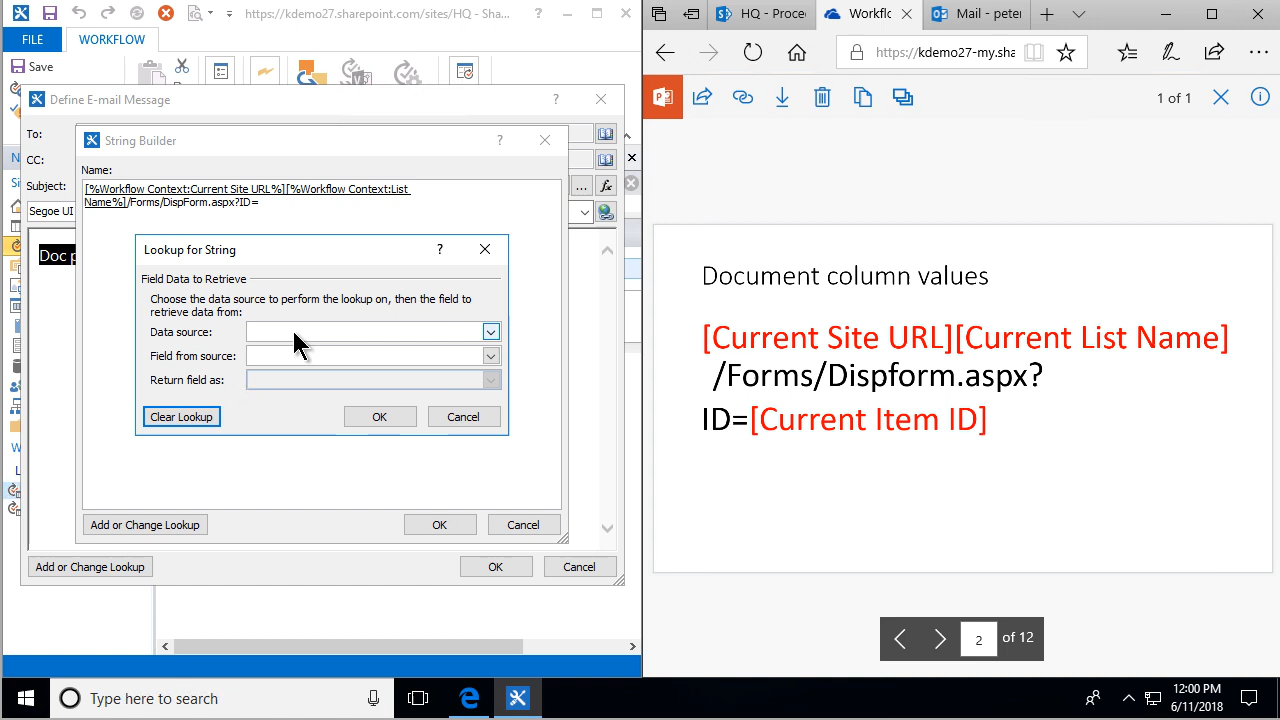 https://kdemo27.sharepoint.com/sites/HQ - Sha...
FILE
WORKFLOW
Save
Define E-mail Message
?
To:
CC:
Subject:
Segoe UI
Doc p
String Builder
?
Name:
[%Workflow Context:Current Site URL%][%Workflow Context:List
Name%]/Forms/DispForm.aspx?ID=
Lookup for String
?
Field Data to Retrieve
Choose the data source to perform the lookup on, then the field to
retrieve data from:
Data source:
Field from source:
Return field as:
Clear Lookup
OK
Cancel
Add or Change Lookup
OK
Cancel
Add or Change Lookup
OK
Cancel
HQ - Proce
Workflo
Mail - peter
https://kdemo27-my.sha
1 of 1
Document column values
[Current Site URL][Current List Name]
/Forms/Dispform.aspx?
ID=[Current Item ID]
2 of 12
Type here to search
12:00 PM
6/11/2018